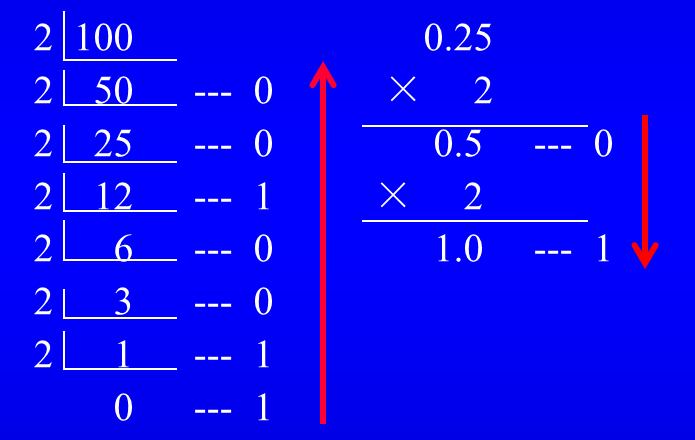 2 100
2 50 --- 0
2 25 --- 0
2 12 --- 1
2 6 --- 0
2 3 --- 0
2 1 --- 1
0 --- 1
0.25
× 2
0.5 --- 0
× 2
1.0 --- 1